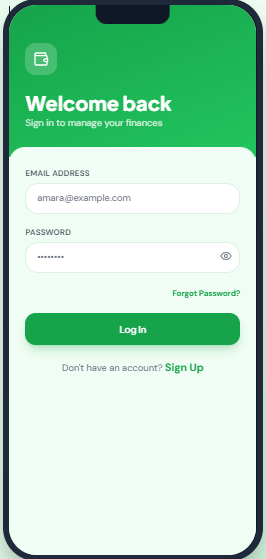 Welcome back
Sign in to manage your finances
EMAIL ADDRESS
amara@example.com
PASSWORD
••••••••
Forgot Password?
Log In
Don't have an account? Sign Up